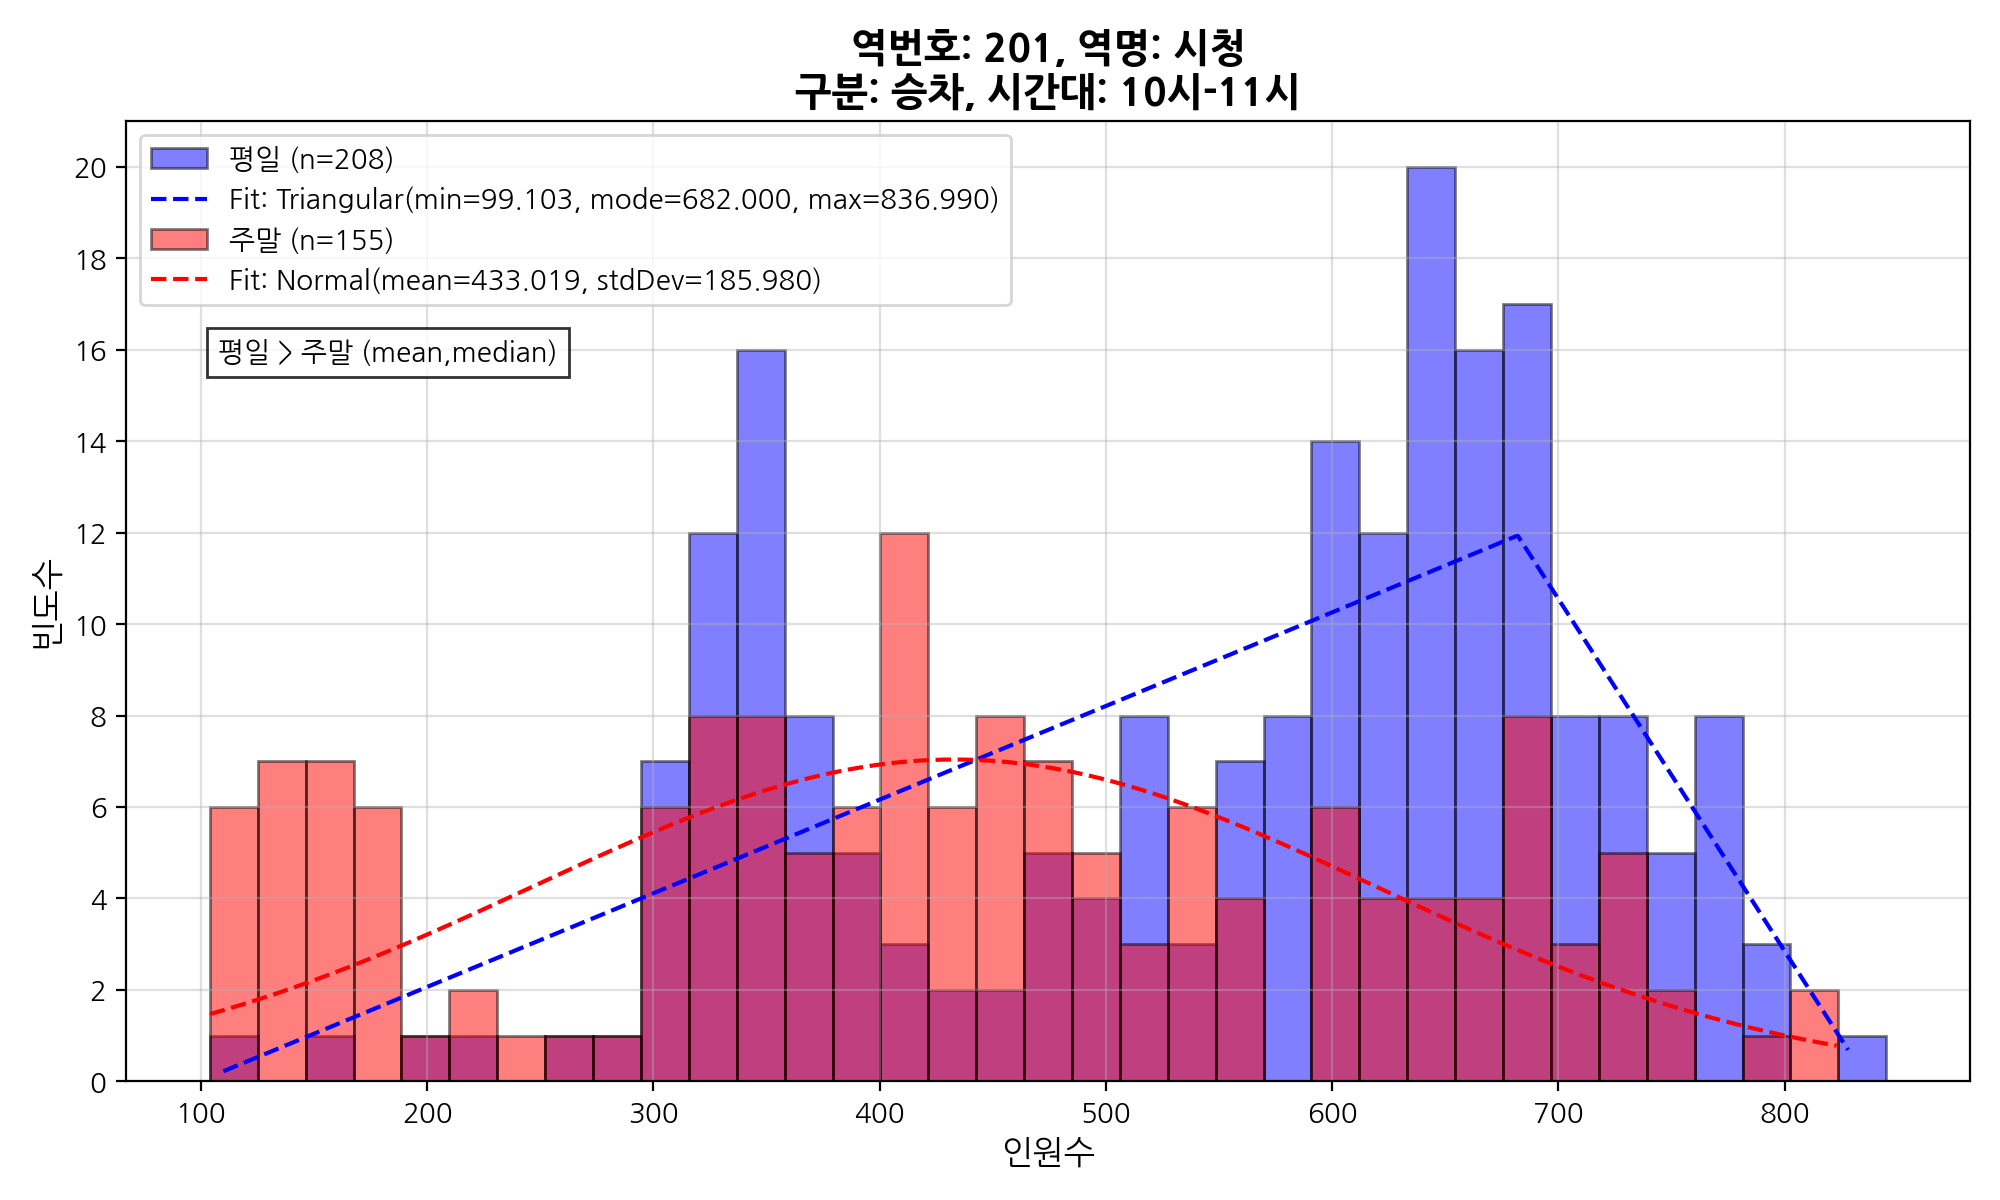 역번호: 201, 역명: 시청
구분: 승차, 시간대: 10시-11시
평일 (n=208)
Fit: Triangular(min=99.103, mode=682.000, max=836.990)
주말 (n=155)
Fit: Normal(mean=433.019, stdDev=185.980)
평일 > 주말 (mean,median)
빈도수
20
18
16
14
12
10
8
6
4
2
0
100 200 300 400 500 600 700 800
인원수